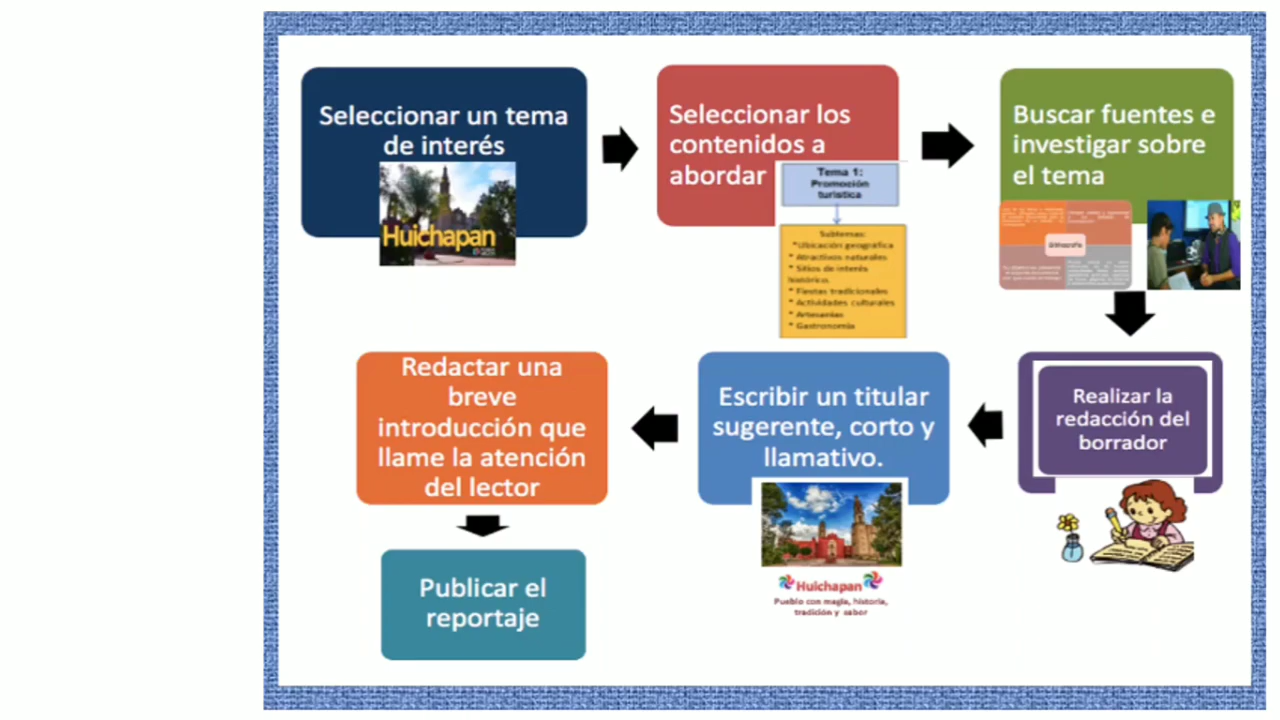 Seleccionar un tema
de interés
Huichapan
Seleccionar los
contenidos a
abordar
Tema 1:
Promoción
turística
Subtemas:
*Ubicación geográfica
* Atractivos naturales
* Sitios de interés
histórico.
* Fiestas tradicionales
* Actividades culturales
* Artesanías
* Gastronomía
Buscar fuentes e
investigar sobre
el tema
Realizar la
redacción del
borrador
Escribir un titular
sugerente, corto y
llamativo.
Huichapan
Pueblo con magia, historia,
tradición y sabor
Redactar una
breve
introducción que
llame la atención
del lector
Publicar el
reportaje